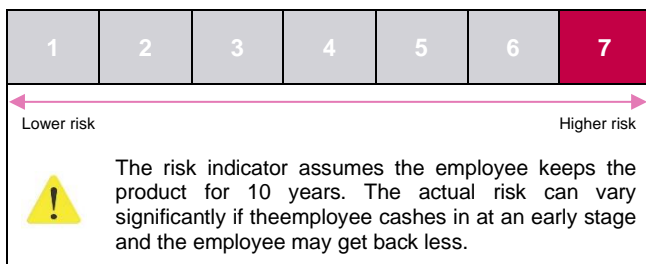 1 2 3 4 5 6 7
Lower risk Higher risk
The risk indicator assumes the employee keeps the
product for 10 years. The actual risk can vary
significantly if theemployee cashes in at an early stage
and the employee may get back less.